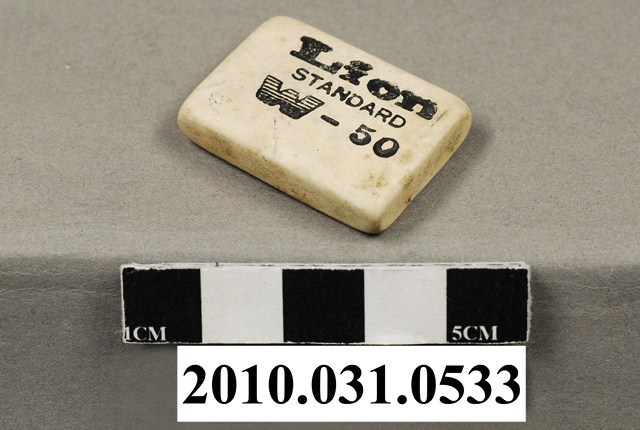 Lion
STANDARD
W-50
1CM 5CM
2010.031.0533